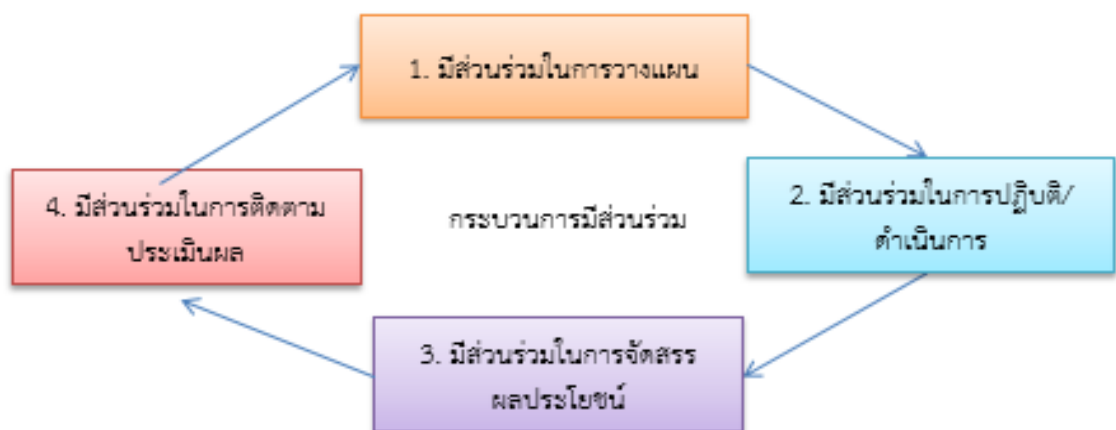 1. มีส่วนร่วมในการวางแผน
2. มีส่วนร่วมในการปฏิบัติ/
ดำเนินการ
3. มีส่วนร่วมในการจัดสรร
ผลประโยชน์
4. มีส่วนร่วมในการติดตาม
ประเมินผล
กระบวนการมีส่วนร่วม